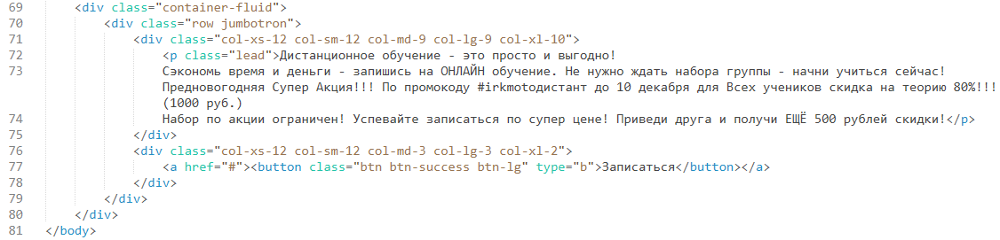 69 <div class="container-fluid">
70 <div class="row jumbotron">
71 <div class="col-xs-12 col-sm-12 col-md-9 col-lg-9 col-xl-10">
72 <p class="lead">Дистанционное обучение - это просто и выгодно!
73 Сэкономь время и деньги - запишись на ОНЛАЙН обучение. Не нужно ждать набора группы - начни учиться сейчас!
Предновогодняя Супер Акция!!! По промокоду #irkmotoдистант до 10 декабря для Всех учеников скидка на теорию 80%!!!
(1000 руб.)
74 Набор по акции ограничен! Успевайте записаться по супер цене! Приведи друга и получи ЕЩЁ 500 рублей скидки!</p>
75 </div>
76 <div class="col-xs-12 col-sm-12 col-md-3 col-lg-3 col-xl-2">
77 <a href="#"><button class="btn btn-success btn-lg" type="b">Записаться</button></a>
78 </div>
79 </div>
80 </div>
81 </body>